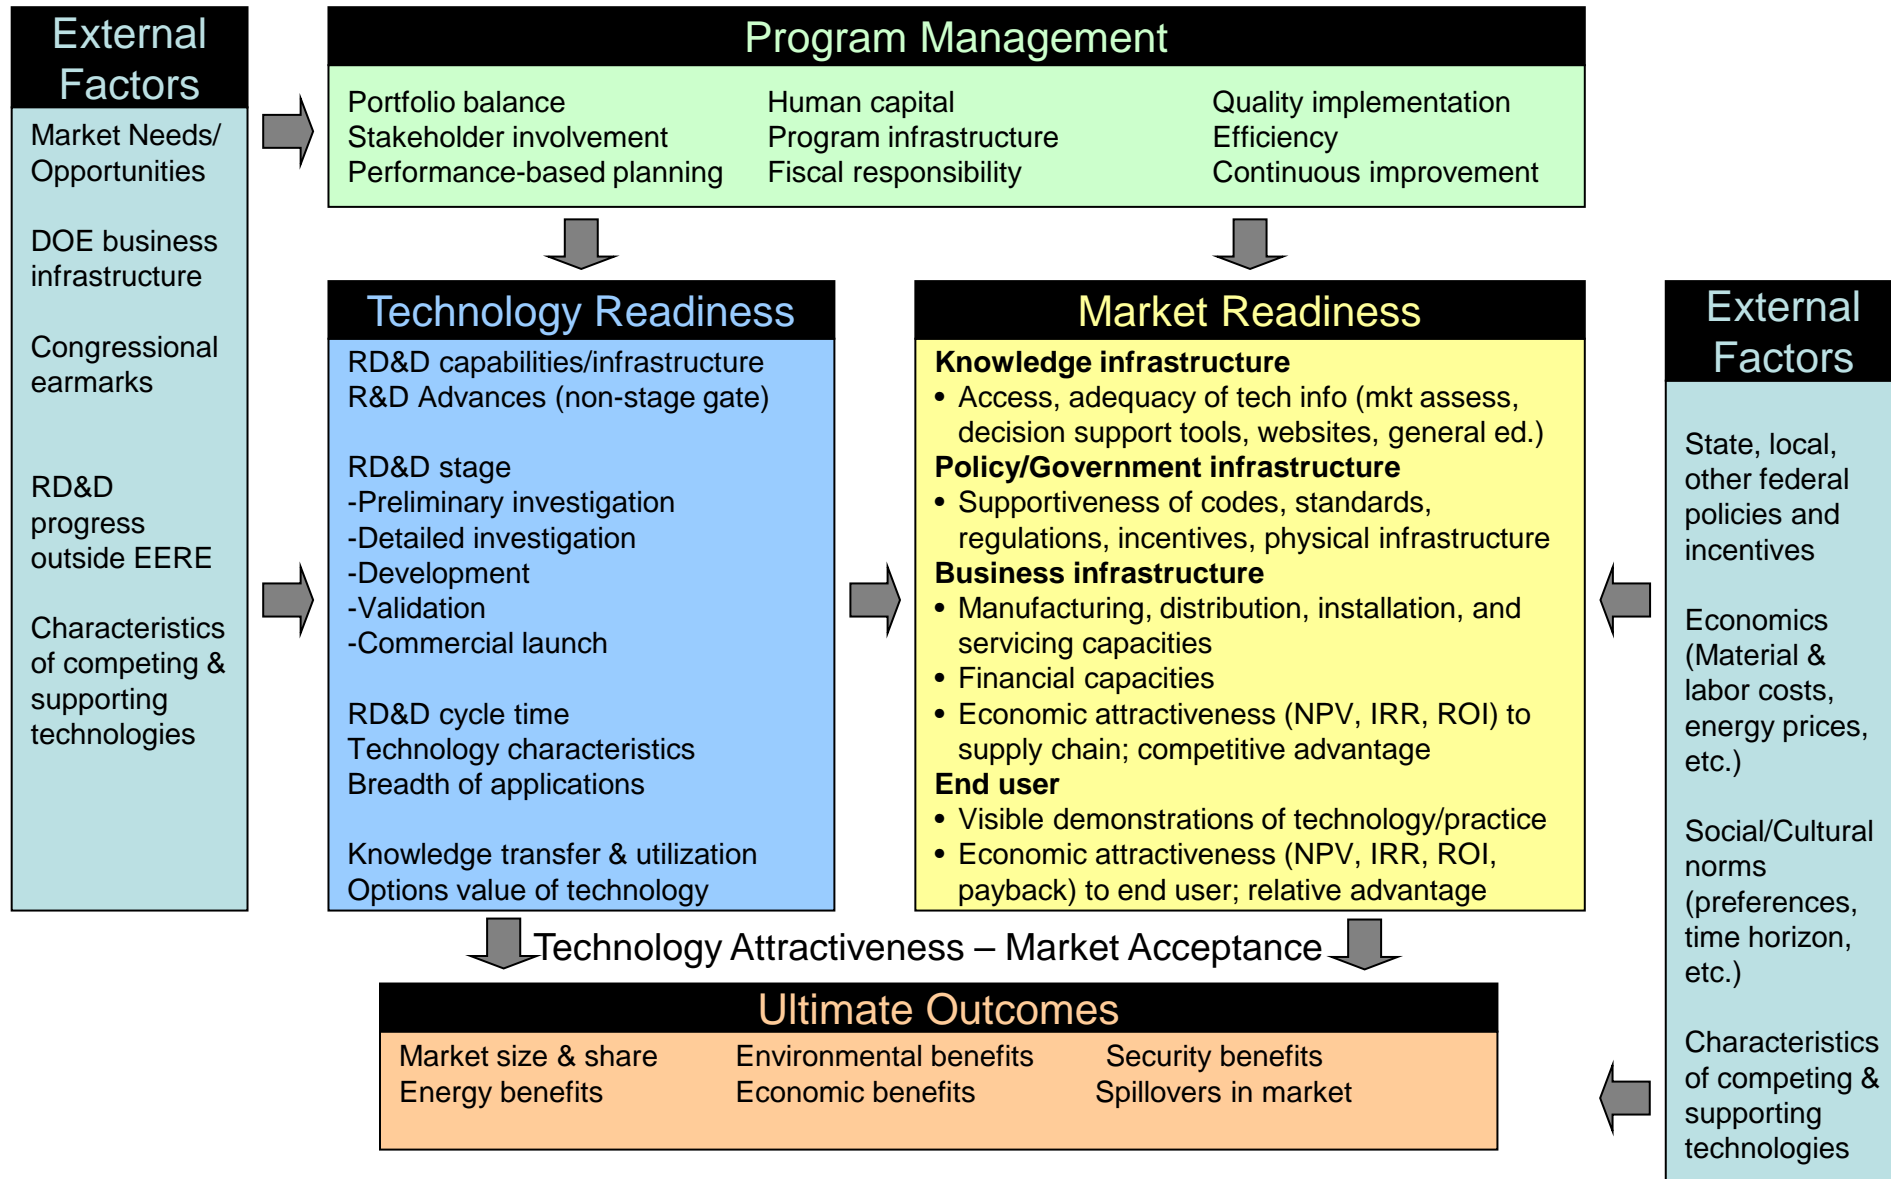 External
Factors
Market Needs/
Opportunities
DOE business
infrastructure
Congressional
earmarks
RD&D
progress
outside EERE
Characteristics
of competing &
supporting
technologies
Program Management
Portfolio balance
Stakeholder involvement
Performance-based planning
Human capital
Program infrastructure
Fiscal responsibility
Quality implementation
Efficiency
Continuous improvement
Technology Readiness
RD&D capabilities/infrastructure
R&D Advances (non-stage gate)
RD&D stage
-Preliminary investigation
-Detailed investigation
-Development
-Validation
-Commercial launch
RD&D cycle time
Technology characteristics
Breadth of applications
Knowledge transfer & utilization
Options value of technology
Market Readiness
Knowledge infrastructure
• Access, adequacy of tech info (mkt assess,
decision support tools, websites, general ed.)
Policy/Government infrastructure
• Supportiveness of codes, standards,
regulations, incentives, physical infrastructure
Business infrastructure
• Manufacturing, distribution, installation, and
servicing capacities
• Financial capacities
• Economic attractiveness (NPV, IRR, ROI) to
supply chain; competitive advantage
End user
• Visible demonstrations of technology/practice
• Economic attractiveness (NPV, IRR, ROI,
payback) to end user; relative advantage
External
Factors
State, local,
other federal
policies and
incentives
Economics
(Material &
labor costs,
energy prices,
etc.)
Social/Cultural
norms
(preferences,
time horizon,
etc.)
Characteristics
of competing &
supporting
technologies
Technology Attractiveness – Market Acceptance
Ultimate Outcomes
Market size & share
Energy benefits
Environmental benefits
Economic benefits
Security benefits
Spillovers in market